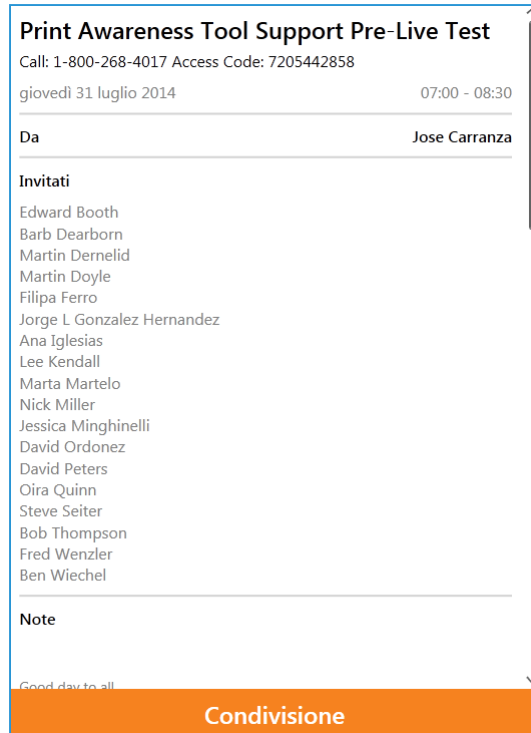 Print Awareness Tool Support Pre-Live Test
Call: 1-800-268-4017 Access Code: 7205442858
giovedì 31 luglio 2014 07:00 - 08:30
Da Jose Carranza
Invitati
Edward Booth
Barb Dearborn
Martin Dernelid
Martin Doyle
Filipa Ferro
Jorge L Gonzalez Hernandez
Ana Iglesias
Lee Kendall
Marta Martelo
Nick Miller
Jessica Minghinelli
David Ordonez
David Peters
Oira Quinn
Steve Seiter
Bob Thompson
Fred Wenzler
Ben Wiechel
Note
Good day to all
Condivisione